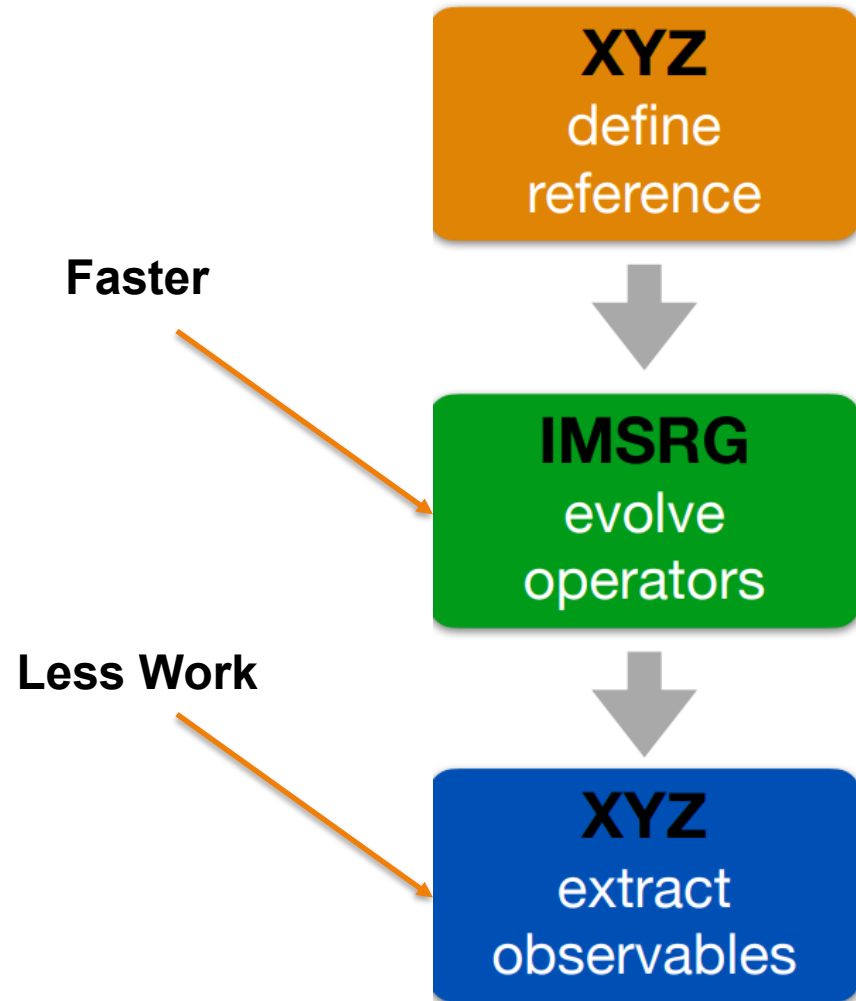 XYZ
define
reference
Faster
IMSRG
evolve
operators
Less Work
XYZ
extract
observables